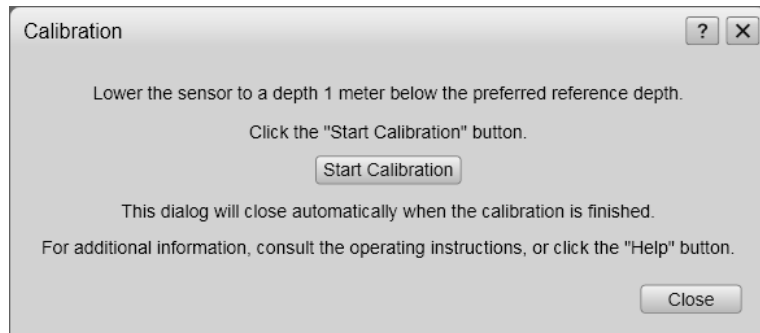 Calibration
?
Lower the sensor to a depth 1 meter below the preferred reference depth.
Click the "Start Calibration" button.
Start Calibration
This dialog will close automatically when the calibration is finished.
For additional information, consult the operating instructions, or click the "Help" button.
Close